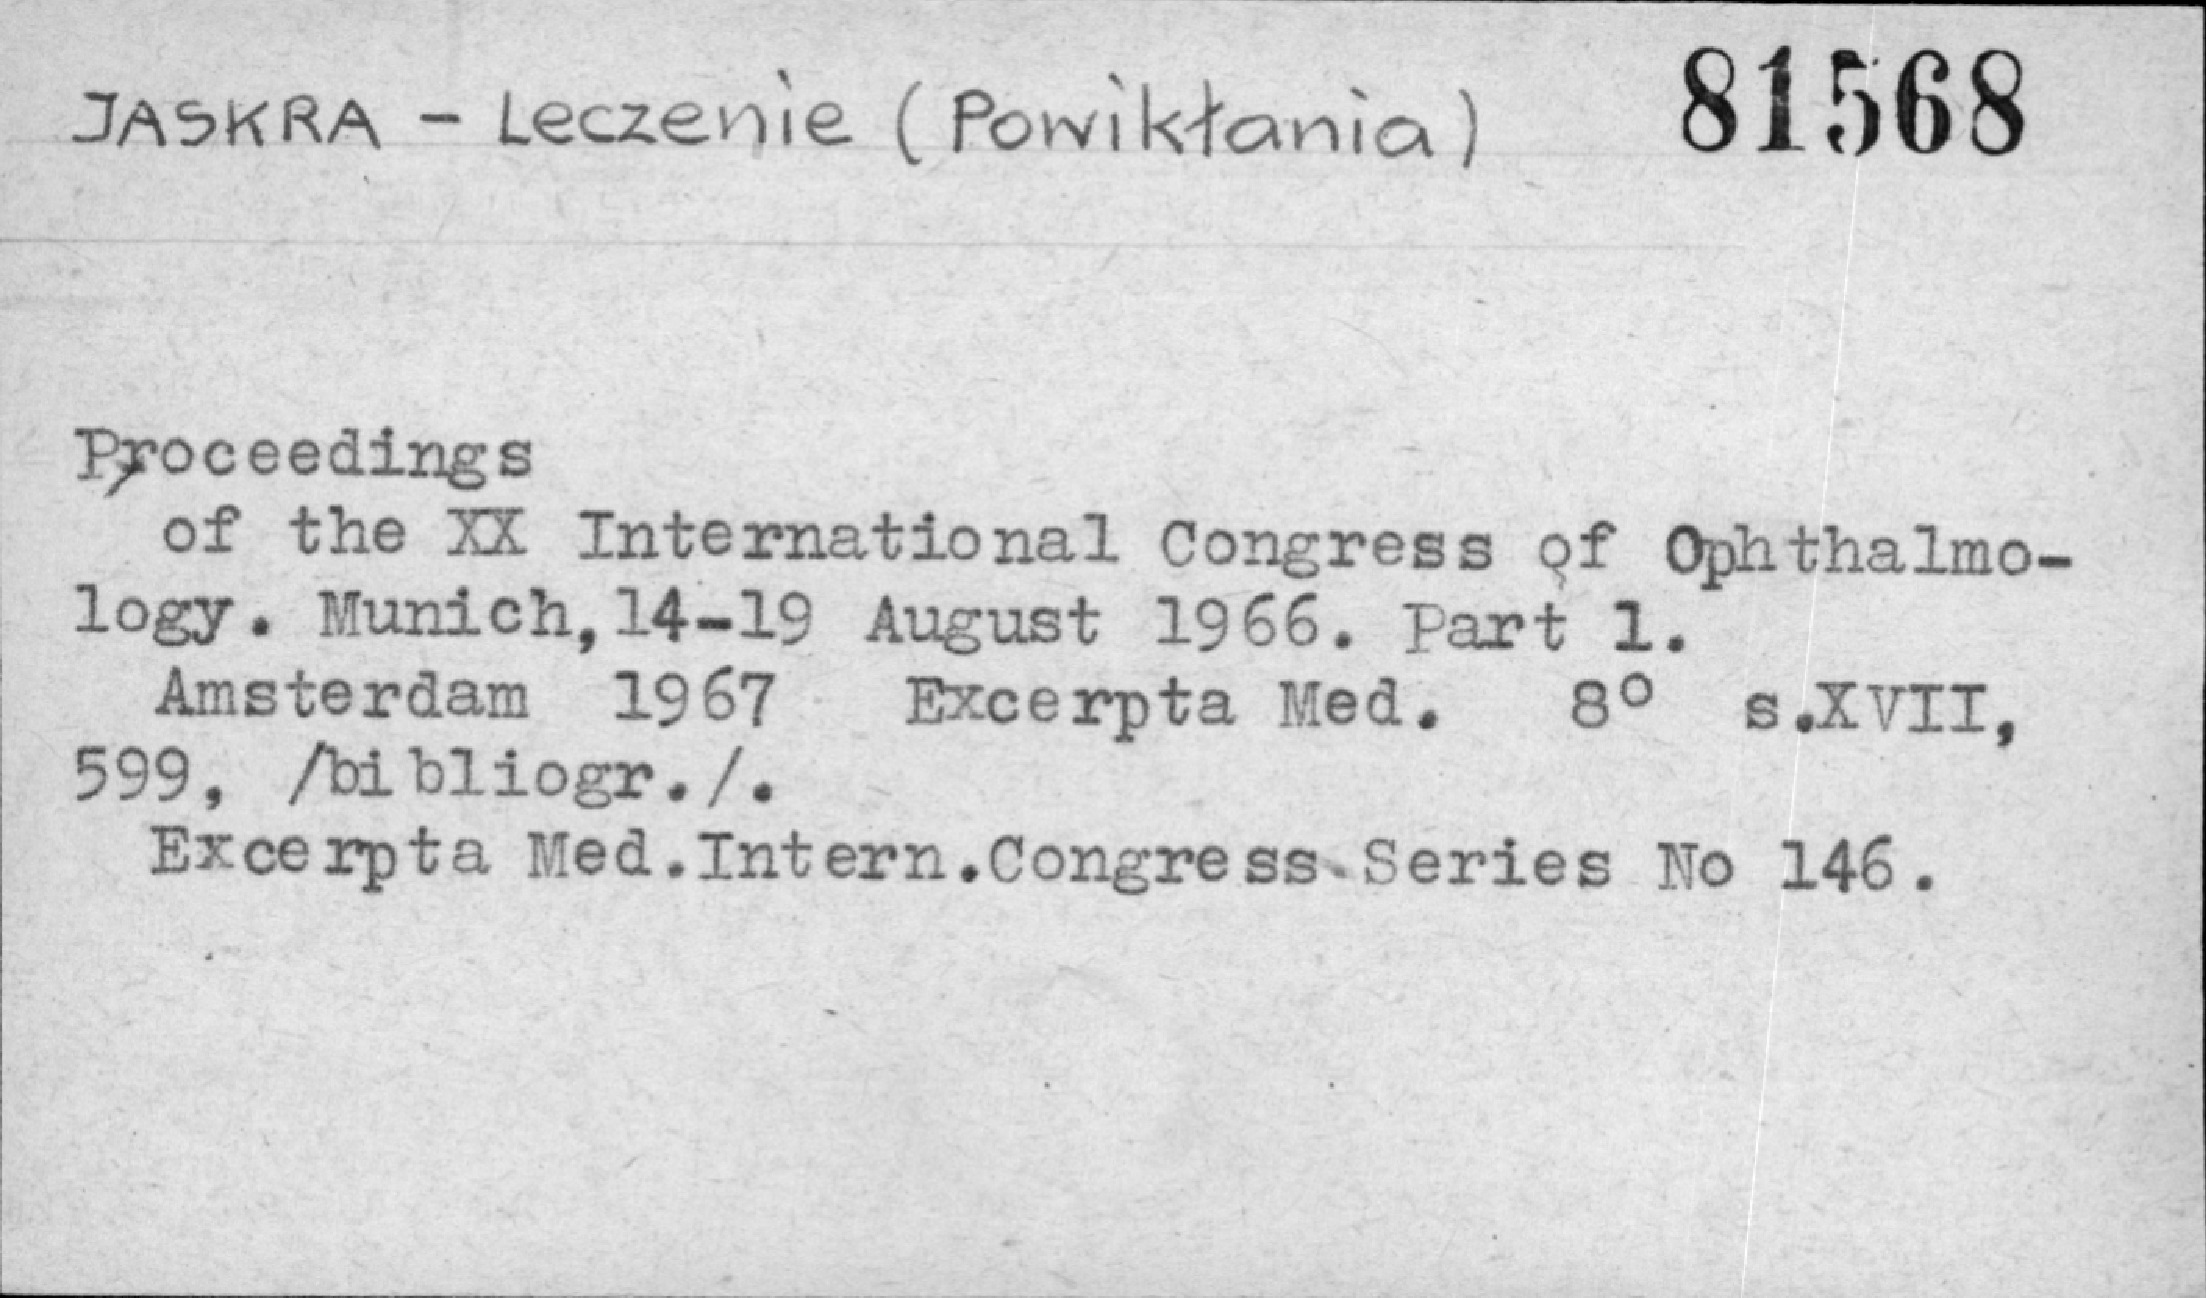 JASKRA - Leczenie (Powikłania) 81568
Proceedings
of the XX International Congress of Ophthalmo-
logy. Munich, 14-19 August 1966. Part 1.
Amsterdam 1967 Excerpta Med. 8° s.XVII,
599, /bibliogr./.
Excerpta Med.Intern.Congress Series No 146.